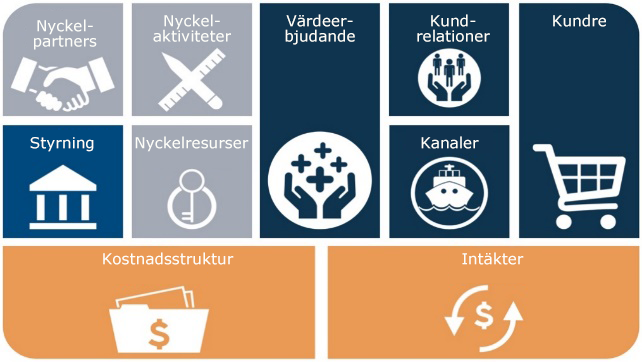 Nyckel-
partners
Nyckel-
aktiviteter
Värdeer-
bjudande
Kund-
relationer
Kundre
Styrning
Nyckelresurser
Kanaler
Kostnadsstruktur
$
Intäkter
$